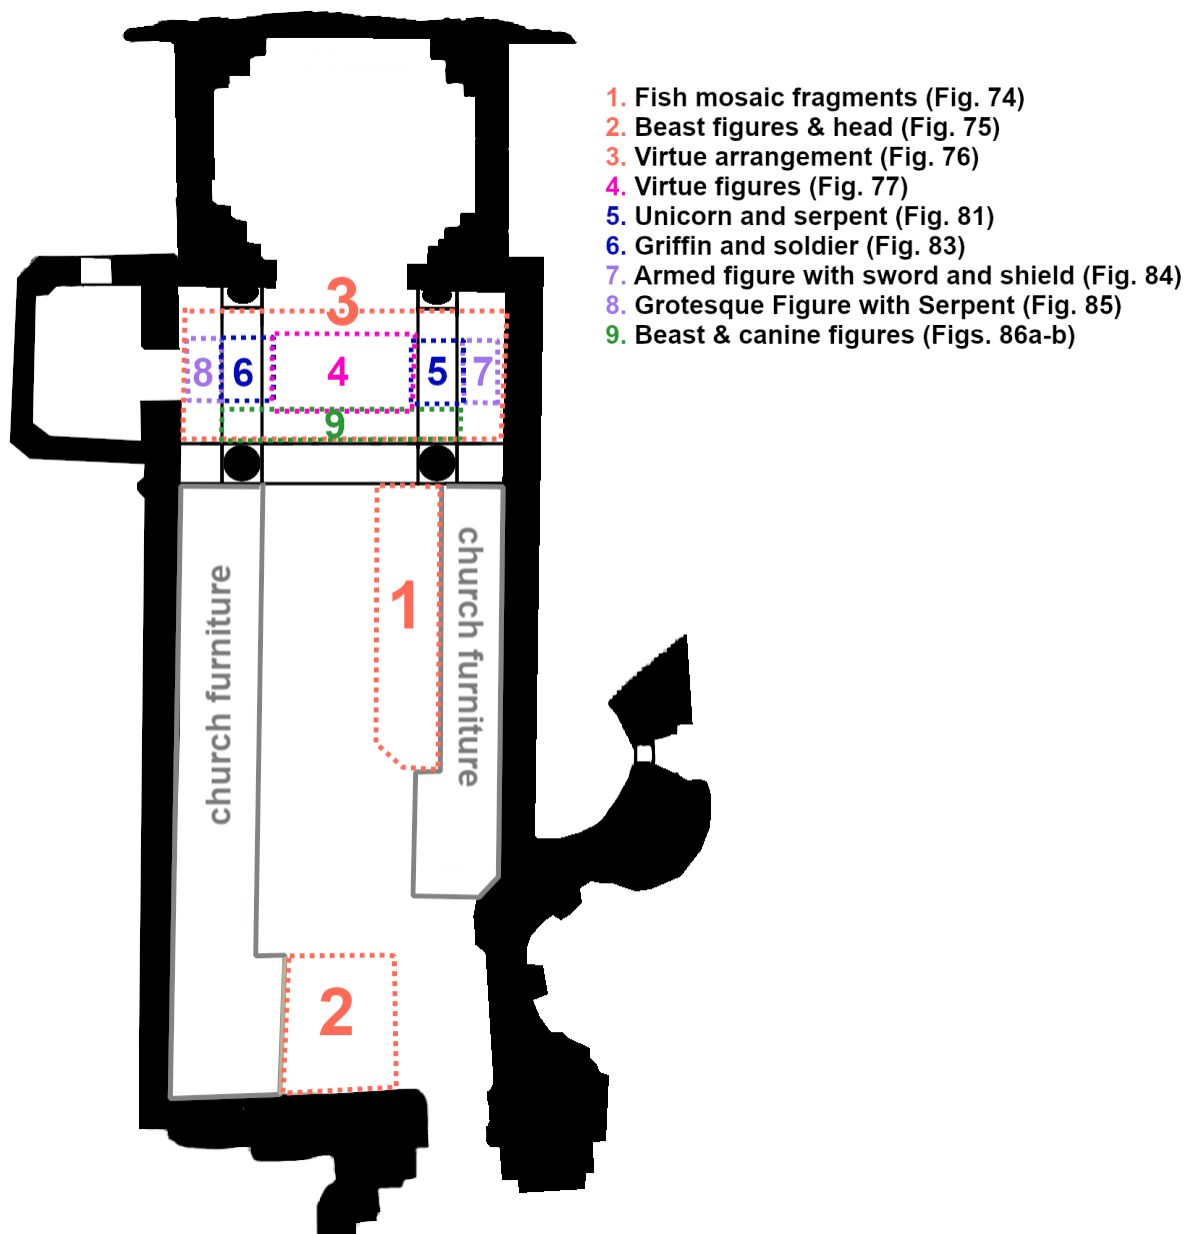 1. Fish mosaic fragments (Fig. 74)
2. Beast figures & head (Fig. 75)
3. Virtue arrangement (Fig. 76)
4. Virtue figures (Fig. 77)
5. Unicorn and serpent (Fig. 81)
6. Griffin and soldier (Fig. 83)
7. Armed figure with sword and shield (Fig. 84)
8. Grotesque Figure with Serpent (Fig. 85)
9. Beast & canine figures (Figs. 86a-b)
3
8 6 4 5 7
9
1
church furniture
church furniture
2